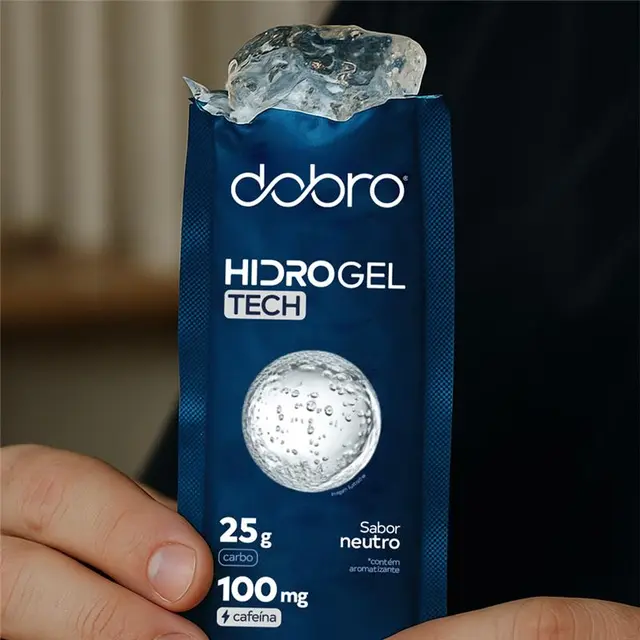 dobro®
HIDROGEL
TECH
Imagem ilustrativa
25g
carbo
Sabor
neutro
*contém
aromatizante
100mg
cafeína